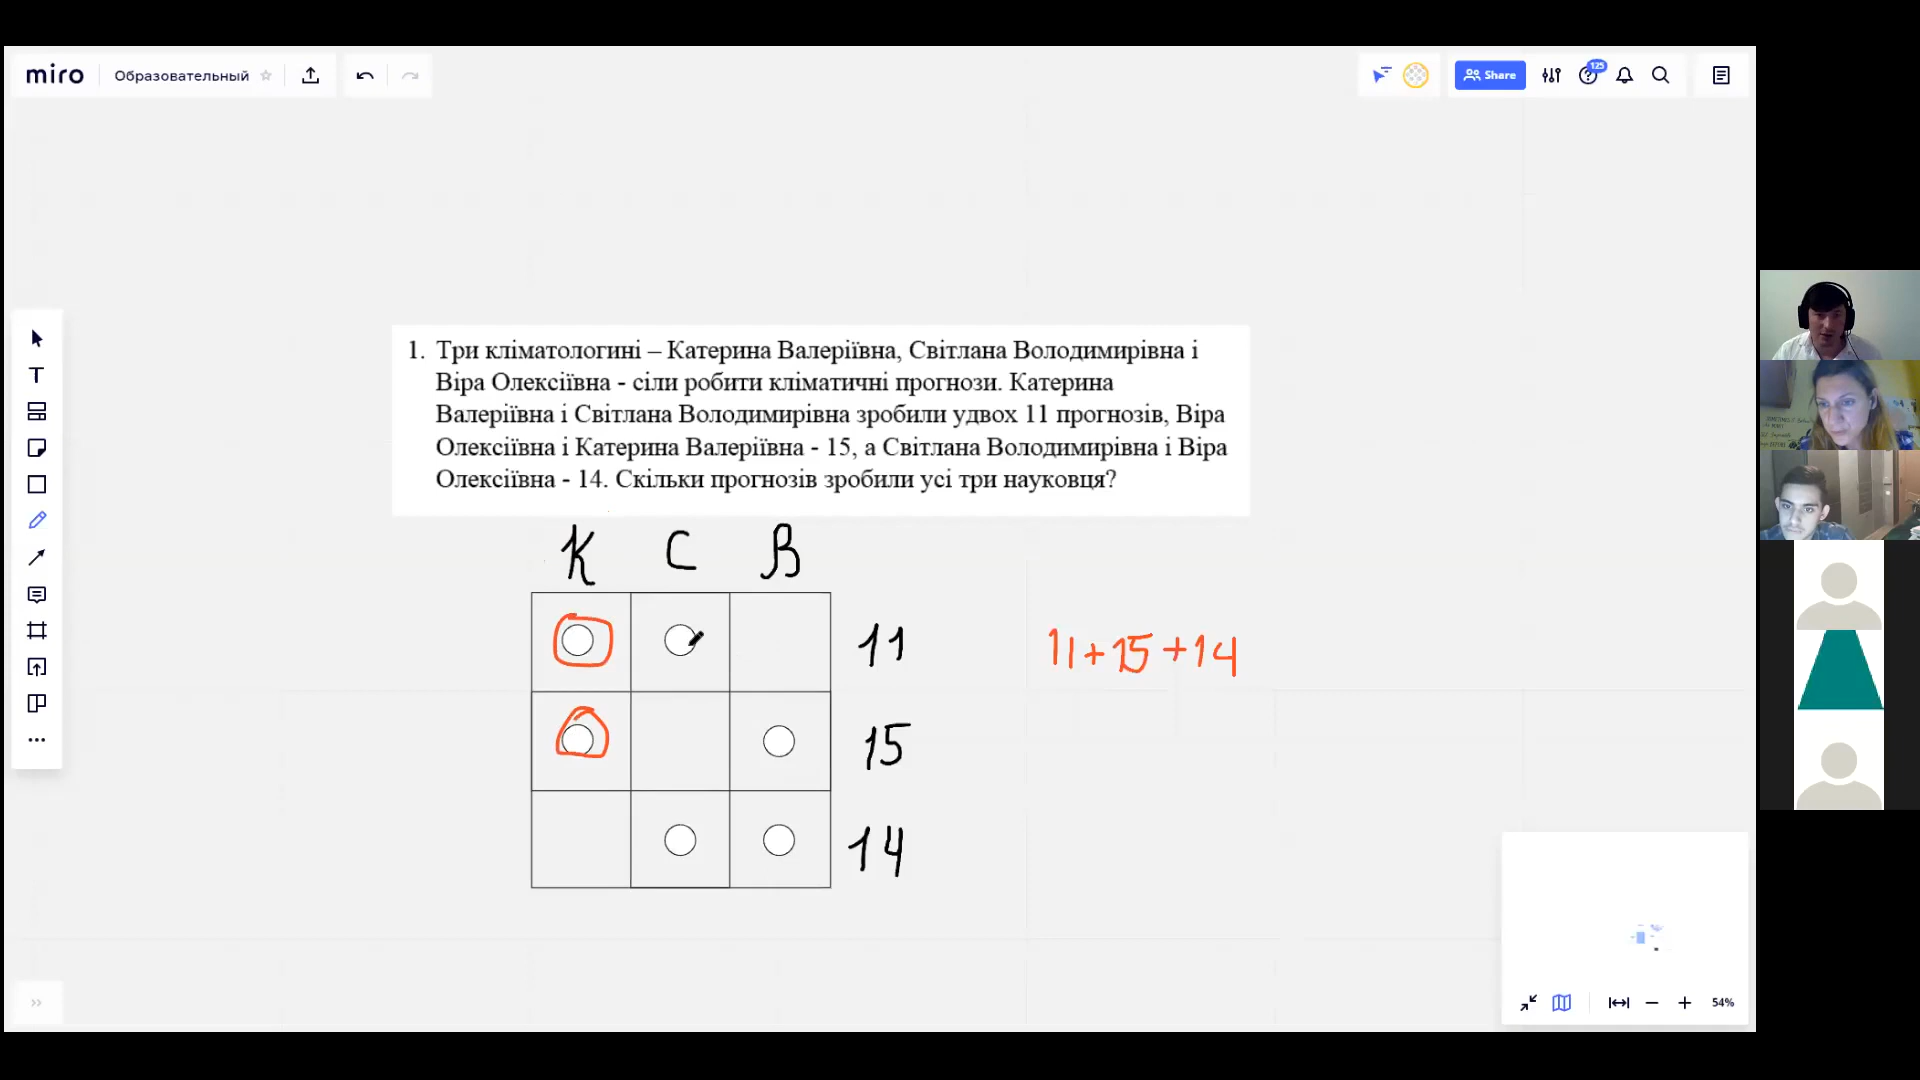 miro
Образовательный
Share
125
1. Три кліматологині – Катерина Валеріївна, Світлана Володимирівна і
Віра Олексіївна - сіли робити кліматичні прогнози. Катерина
Валеріївна і Світлана Володимирівна зробили удвох 11 прогнозів, Віра
Олексіївна і Катерина Валеріївна - 15, а Світлана Володимирівна і Віра
Олексіївна - 14. Скільки прогнозів зробили усі три науковця?
К С В
11
11+15+14
15
14
54%